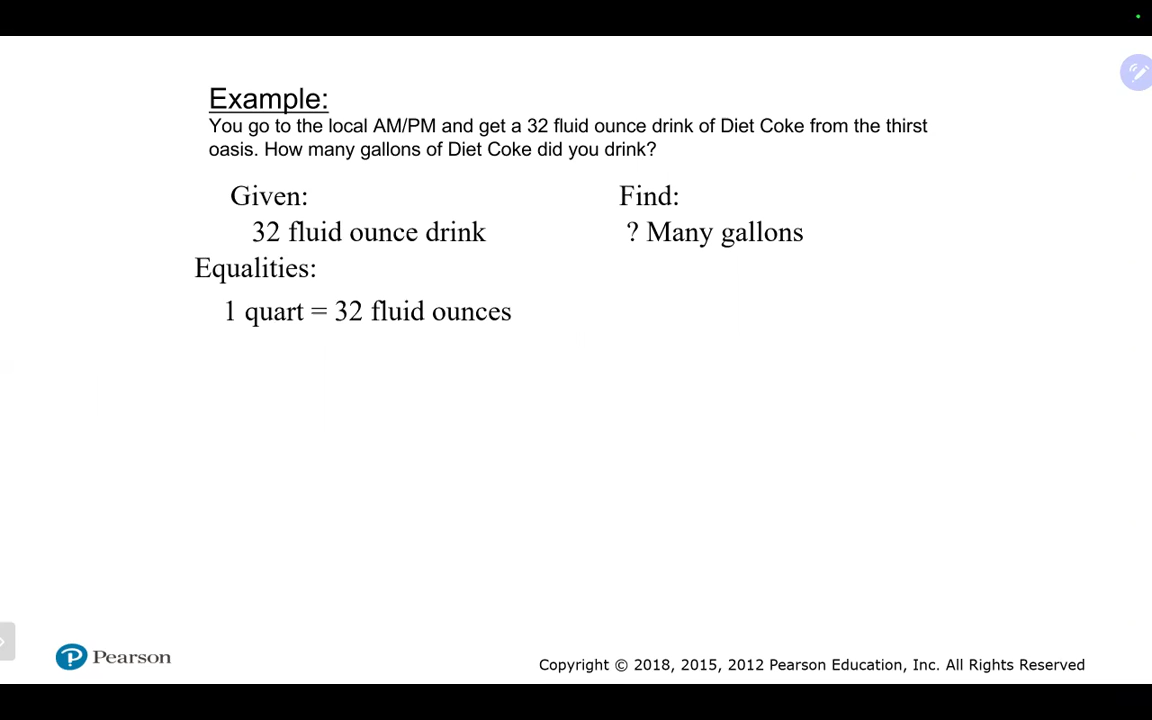 Example:
You go to the local AM/PM and get a 32 fluid ounce drink of Diet Coke from the thirst
oasis. How many gallons of Diet Coke did you drink?
Given:
Find:
32 fluid ounce drink
? Many gallons
Equalities:
1 quart = 32 fluid ounces
Pearson
Copyright © 2018, 2015, 2012 Pearson Education, Inc. All Rights Reserved